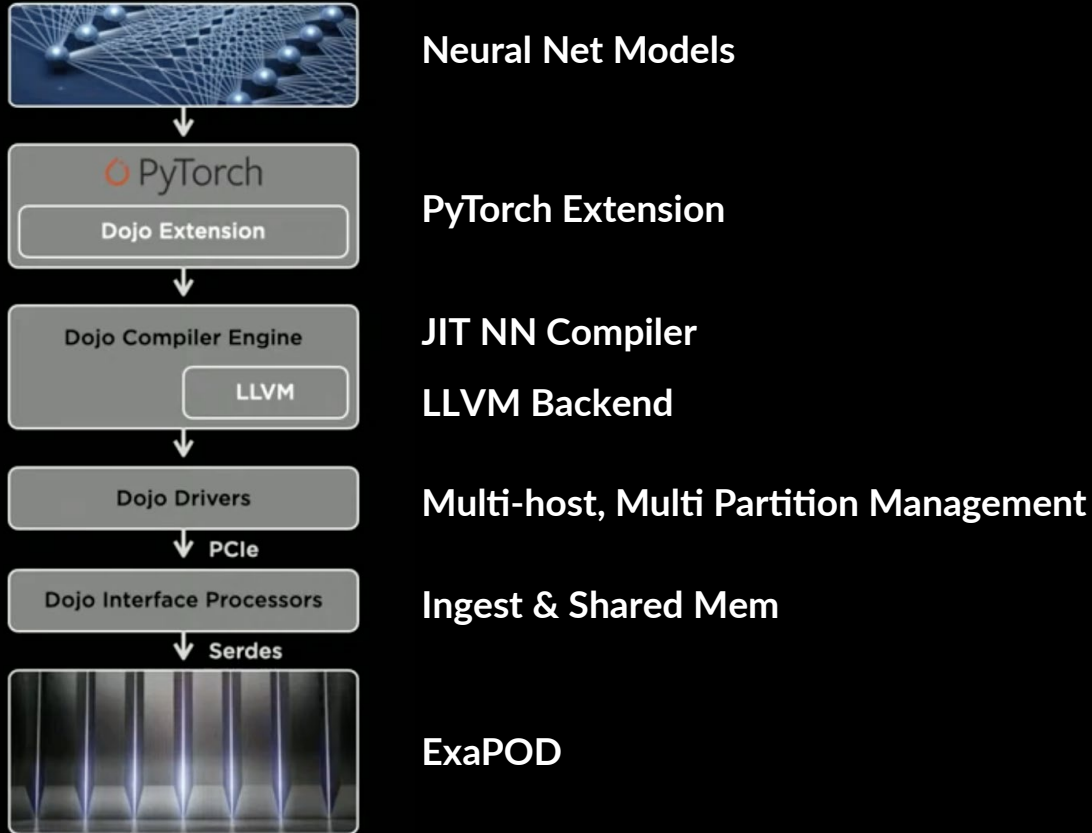 Neural Net Models
PyTorch
Dojo Extension
PyTorch Extension
Dojo Compiler Engine
LLVM
JIT NN Compiler
LLVM Backend
Dojo Drivers
Multi-host, Multi Partition Management
PCIe
Dojo Interface Processors
Ingest & Shared Mem
Serdes
ExaPOD